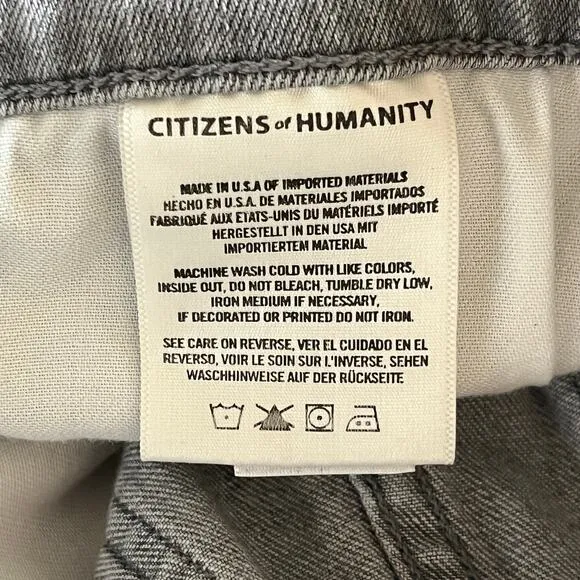 CITIZENS of HUMANITY
MADE IN U.S.A OF IMPORTED MATERIALS
HECHO EN U.S.A. DE MATERIALES IMPORTADOS
FABRIQUÉ AUX ETATS-UNIS DU MATÉRIELS IMPORTÉ
HERGESTELLT IN DEN USA MIT
IMPORTIERTEM MATERIAL
MACHINE WASH COLD WITH LIKE COLORS,
INSIDE OUT, DO NOT BLEACH, TUMBLE DRY LOW,
IRON MEDIUM IF NECESSARY,
IF DECORATED OR PRINTED DO NOT IRON.
SEE CARE ON REVERSE, VER EL CUIDADO EN EL
REVERSO, VOIR LE SOIN SUR L'INVERSE, SEHEN
WASCHHINWEISE AUF DER RÜCKSEITE